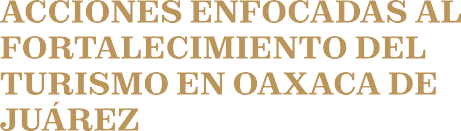 ACCIONES ENFOCADAS AL
FORTALECIMIENTO DEL
TURISMO EN OAXACA DE
JUÁREZ